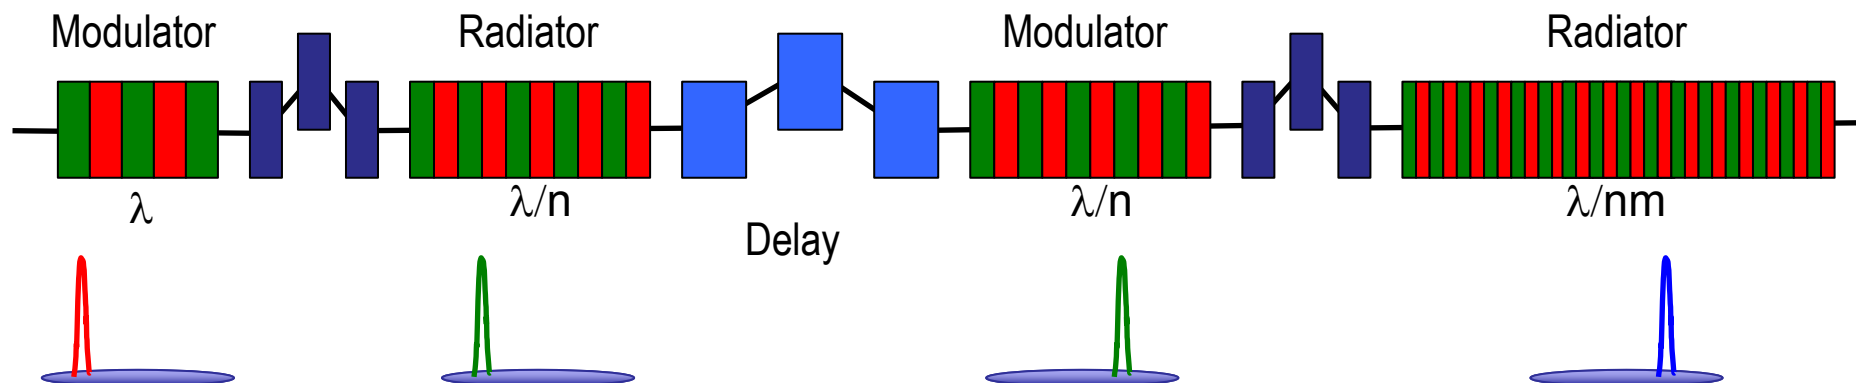 Modulator
Radiator
Modulator
Radiator
λ
λ/n
λ/n
λ/nm
Delay